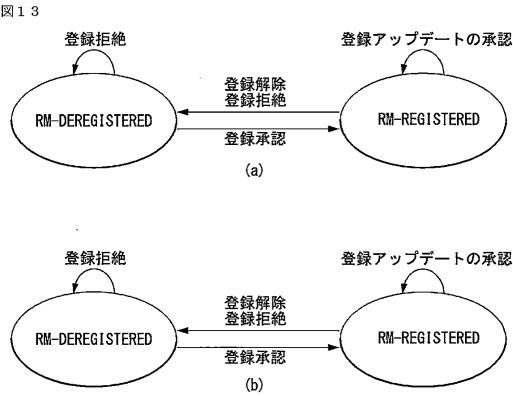 図１３
登録拒絶
登録アップデートの承認
登録解除
登録拒絶
RM-DEREGISTERED
RM-REGISTERED
登録承認
(a)
登録拒絶
登録アップデートの承認
登録解除
登録拒絶
RM-DEREGISTERED
RM-REGISTERED
登録承認
(b)